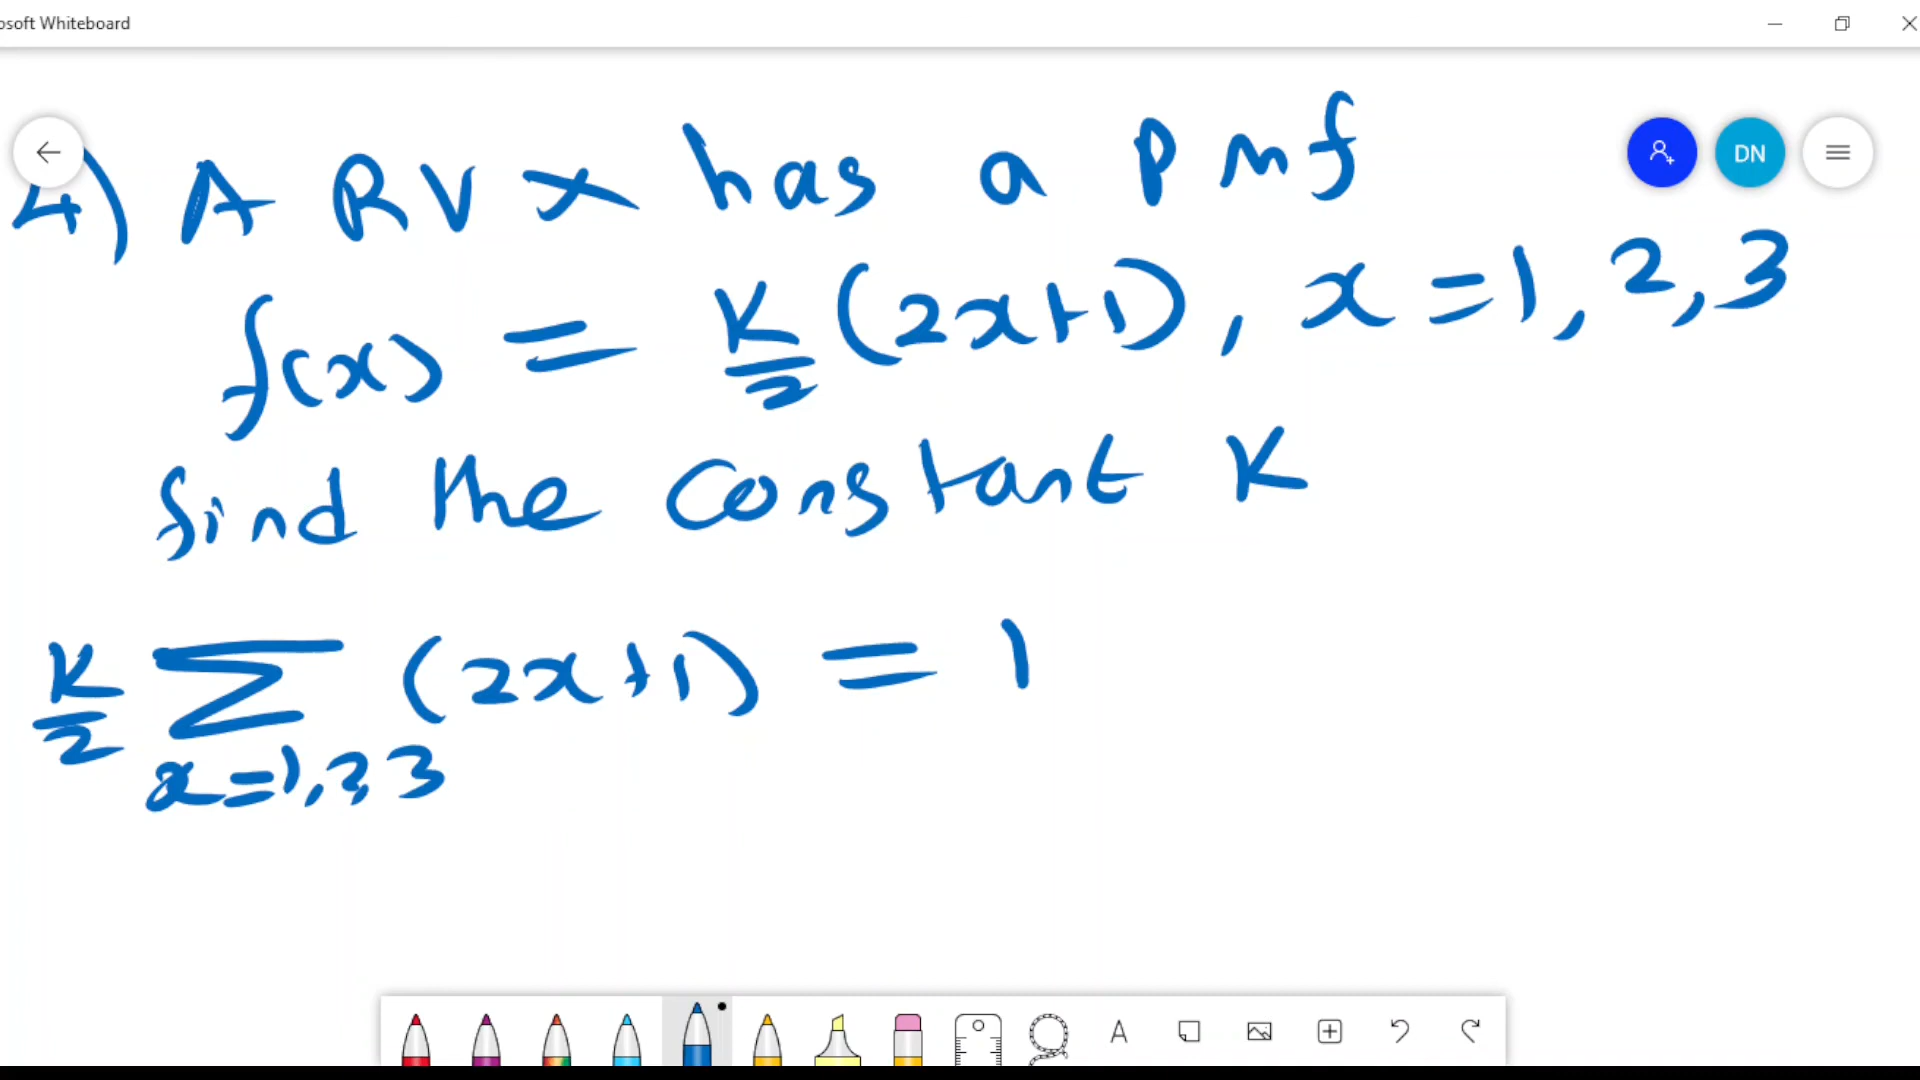 osoft Whiteboard
4) A RV X has a pmf
DN
f(x) = K/2 (2x+1), x = 1, 2, 3
find the constant K
K/2 Σ (2x+1) = 1
x=1,2,3
A